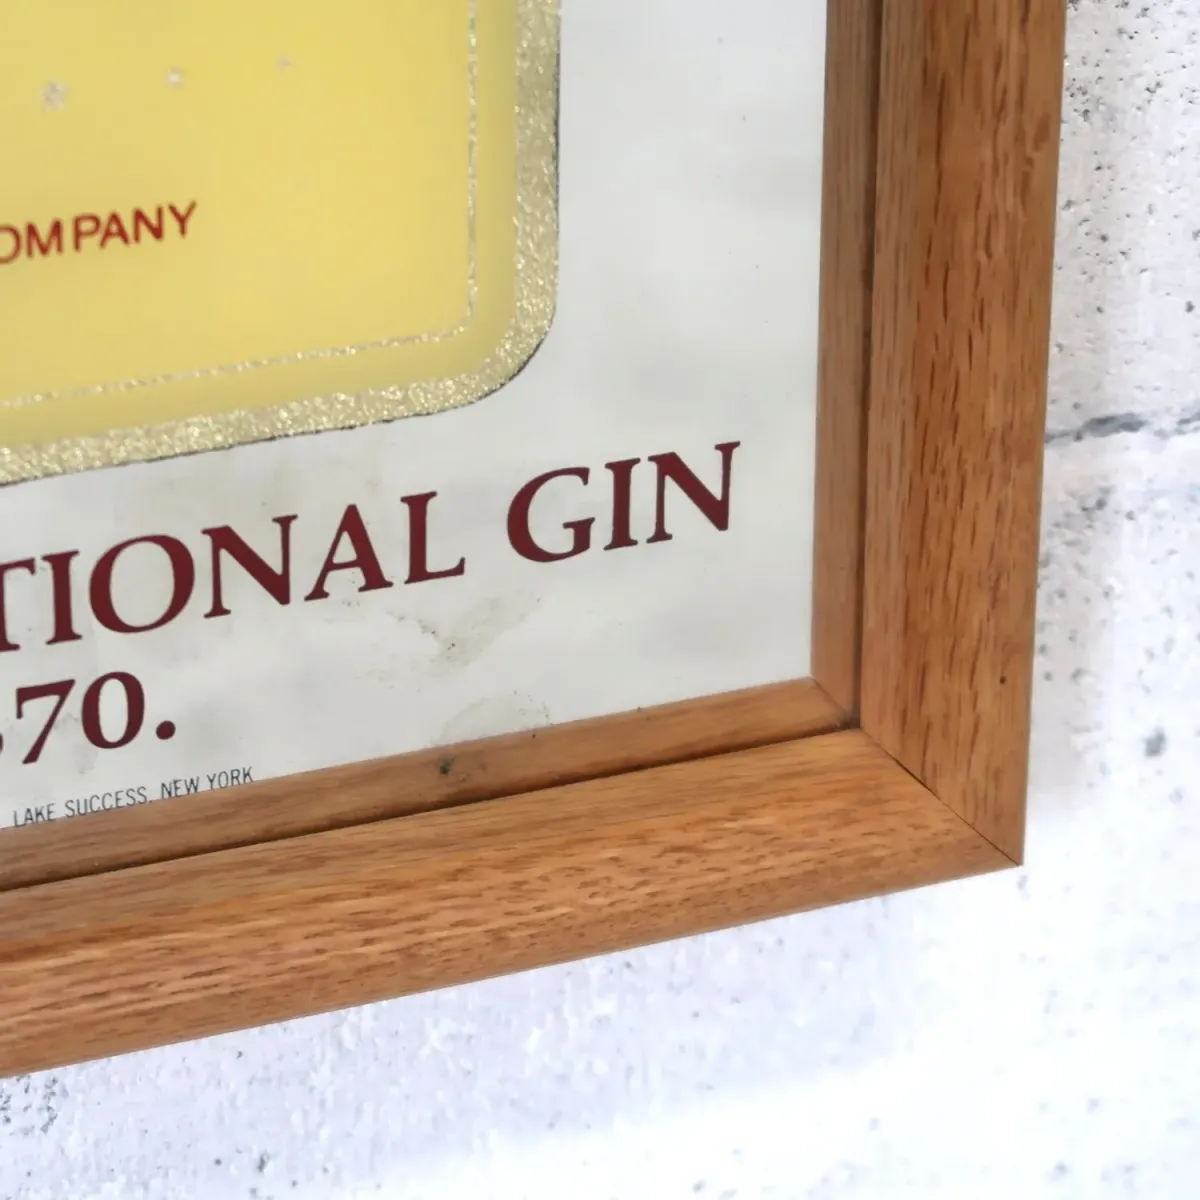 OMPANY
TIONAL GIN
70.
LAKE SUCCESS, NEW YORK